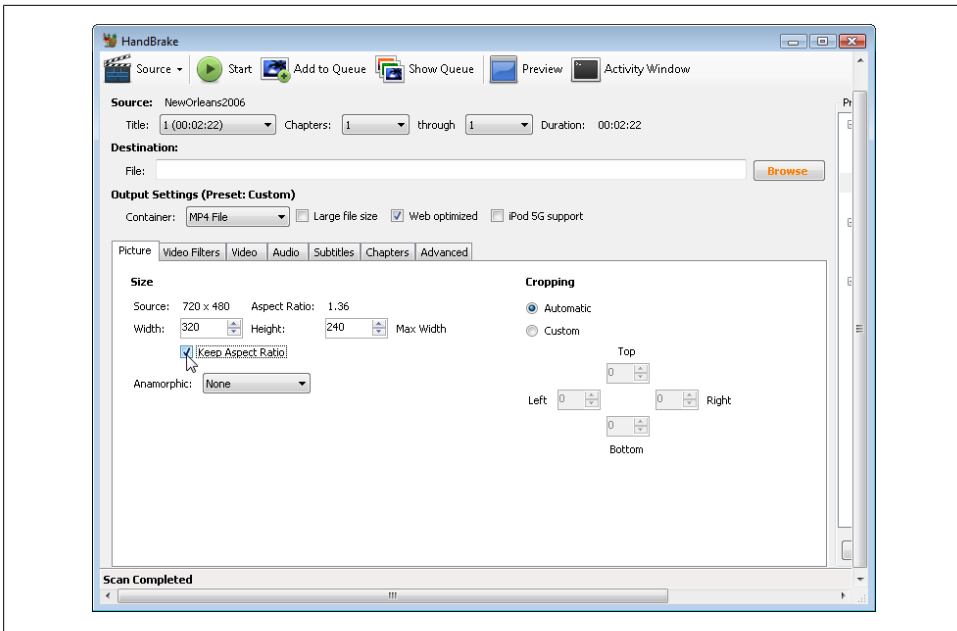 HandBrake
Source Start Add to Queue Show Queue Preview Activity Window
Source: NewOrleans2006
Title: 1 (00:02:22) Chapters: 1 through 1 Duration: 00:02:22
Destination:
File: Browse
Output Settings (Preset: Custom)
Container: MP4 File Large file size Web optimized iPod 5G support
Picture Video Filters Video Audio Subtitles Chapters Advanced
Size
Source: 720 x 480 Aspect Ratio: 1.36
Width: 320 Height: 240 Max Width
Keep Aspect Ratio
Anamorphic: None
Cropping
Automatic
Custom
Top
0
Left 0 0 Right
0
Bottom
Pr
Scan Completed